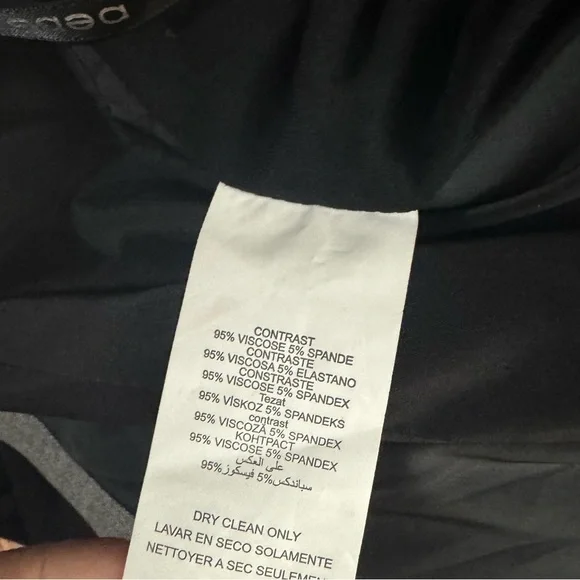 CONTRAST
95% VISCOSE 5% SPANDE
CONTRASTE
95% VISCOSA 5% ELASTANO
CONSTRASTE
95% VISCOSE 5% SPANDEX
Tezat
95% VİSKOZ 5% SPANDEKS
contrast
95% VISCOZĂ 5% SPANDEX
КОНТРАСТ
95% VISCOSE 5% SPANDEX
على العكس
95% فيسكوز 5% سباندكس
DRY CLEAN ONLY
LAVAR EN SECO SOLAMENTE
NETTOYER A SEC SEULEMEN